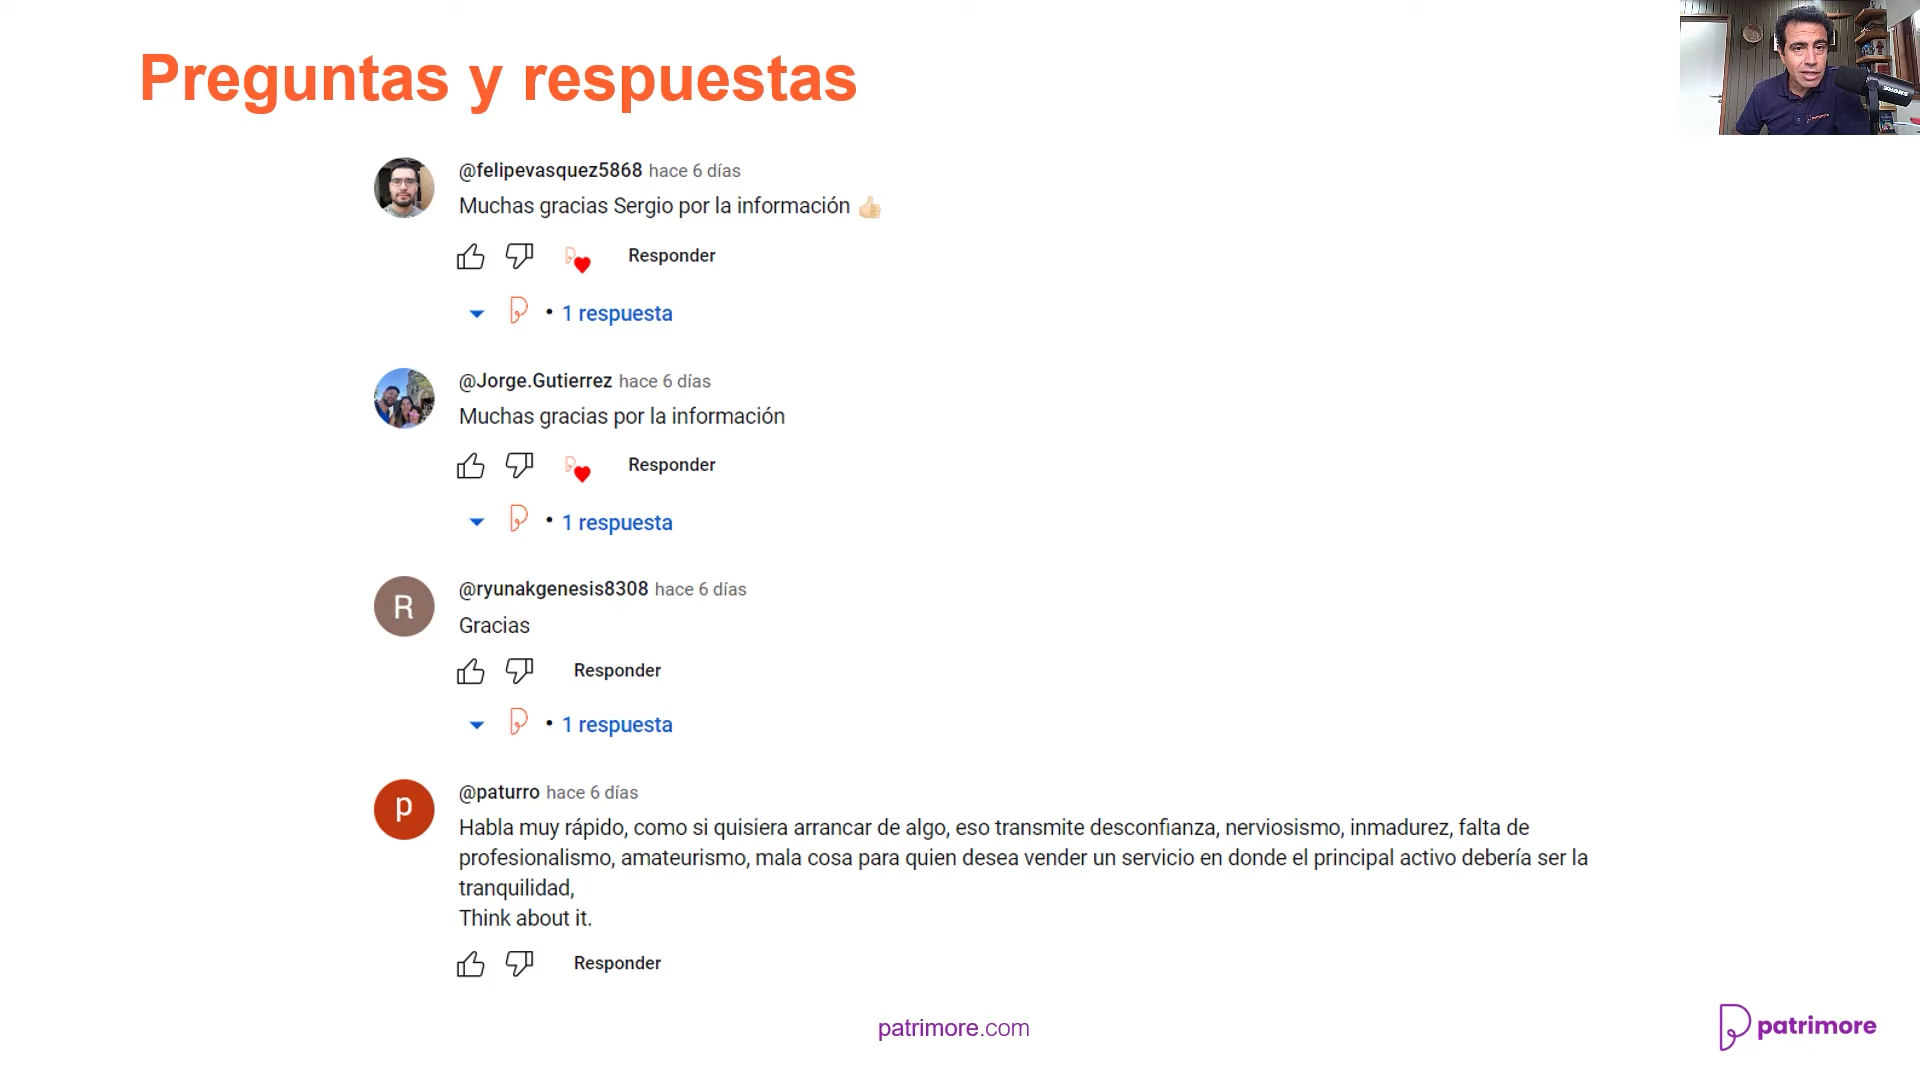 Preguntas y respuestas
@felipevasquez5868 hace 6 días
Muchas gracias Sergio por la información 👍🏻
Responder
• 1 respuesta
@Jorge.Gutierrez hace 6 días
Muchas gracias por la información
Responder
• 1 respuesta
R
@ryunakgenesis8308 hace 6 días
Gracias
Responder
• 1 respuesta
p
@paturro hace 6 días
Habla muy rápido, como si quisiera arrancar de algo, eso transmite desconfianza, nerviosismo, inmadurez, falta de
profesionalismo, amateurismo, mala cosa para quien desea vender un servicio en donde el principal activo debería ser la
tranquilidad,
Think about it.
Responder
patrimore.com
patrimore